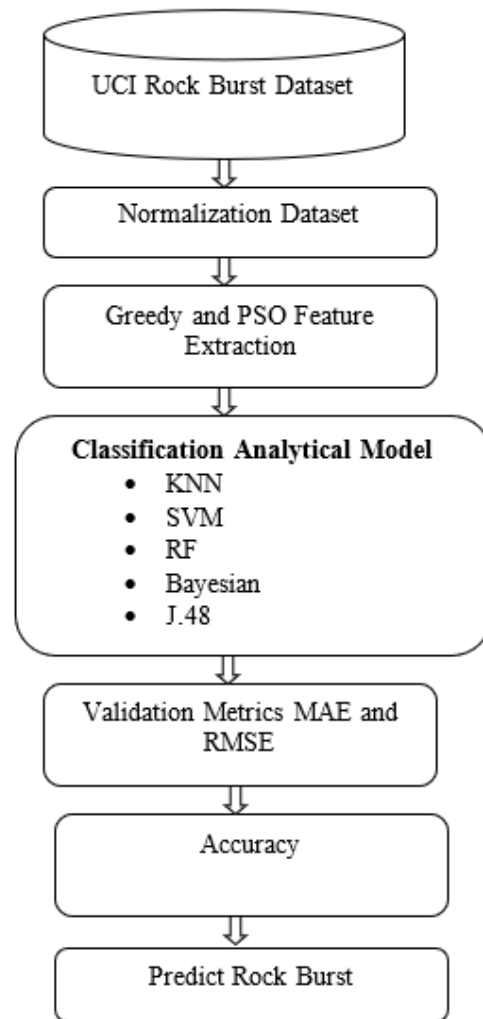 UCI Rock Burst Dataset
Normalization Dataset
Greedy and PSO Feature
Extraction
Classification Analytical Model
• KNN
• SVM
• RF
• Bayesian
• J.48
Validation Metrics MAE and
RMSE
Accuracy
Predict Rock Burst